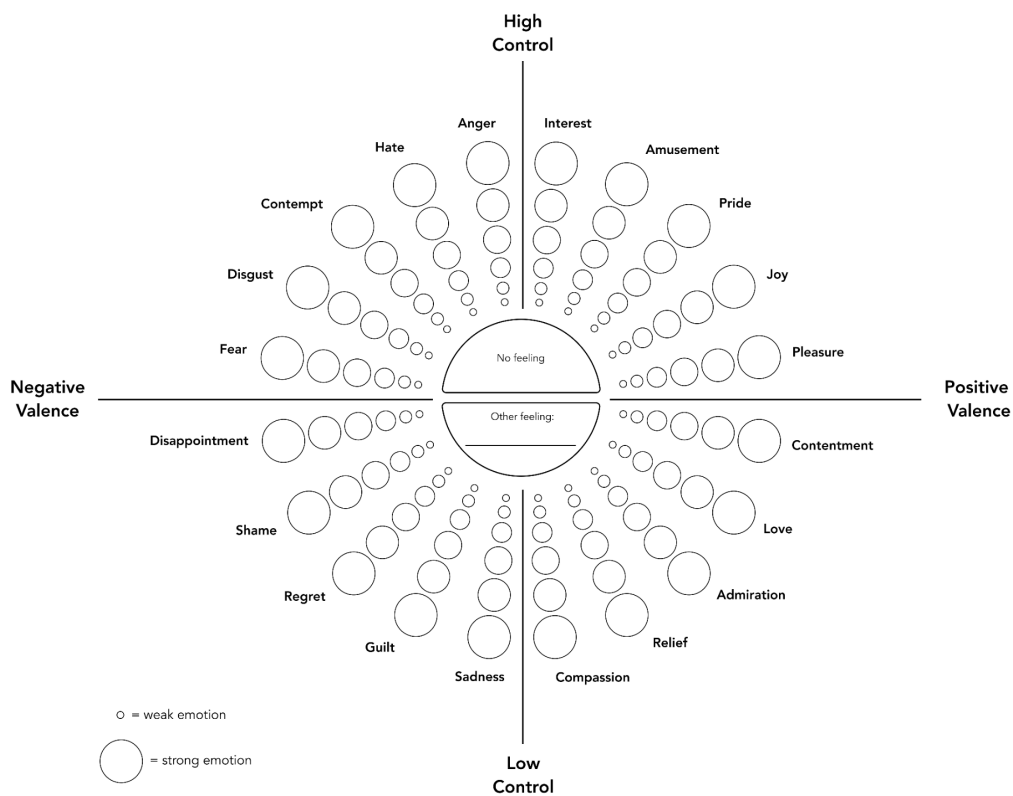 High
Control
Anger
Interest
Hate
Amusement
Contempt
Pride
Disgust
Joy
Fear
No feeling
Pleasure
Negative
Valence
Positive
Valence
Other feeling:
Disappointment
Contentment
Shame
Love
Regret
Admiration
Guilt
Relief
Sadness
Compassion
= weak emotion
= strong emotion
Low
Control